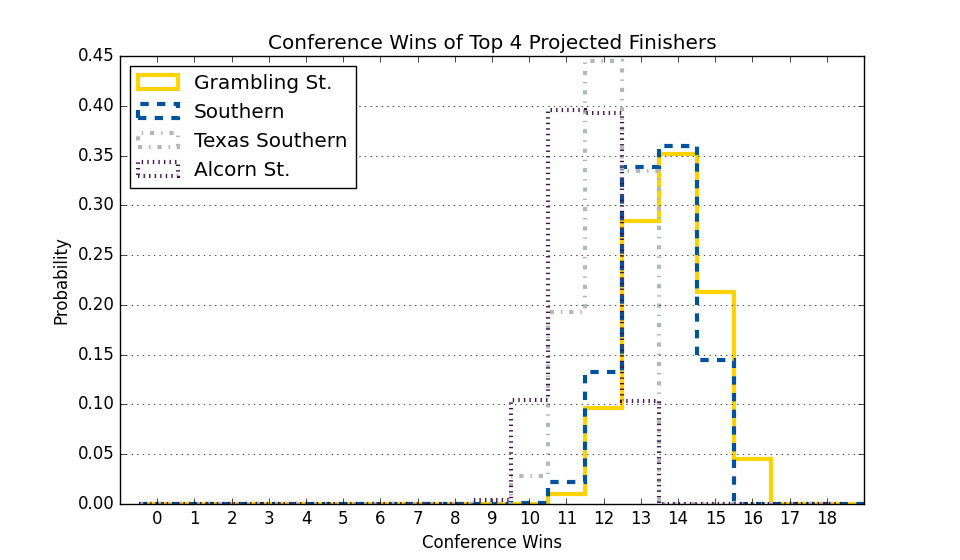 Conference Wins of Top 4 Projected Finishers
0.45
0.40
0.35
0.30
0.25
0.20
0.15
0.10
0.05
0.00
Probability
Grambling St.
Southern
Texas Southern
Alcorn St.
0 1 2 3 4 5 6 7 8 9 10 11 12 13 14 15 16 17 18
Conference Wins